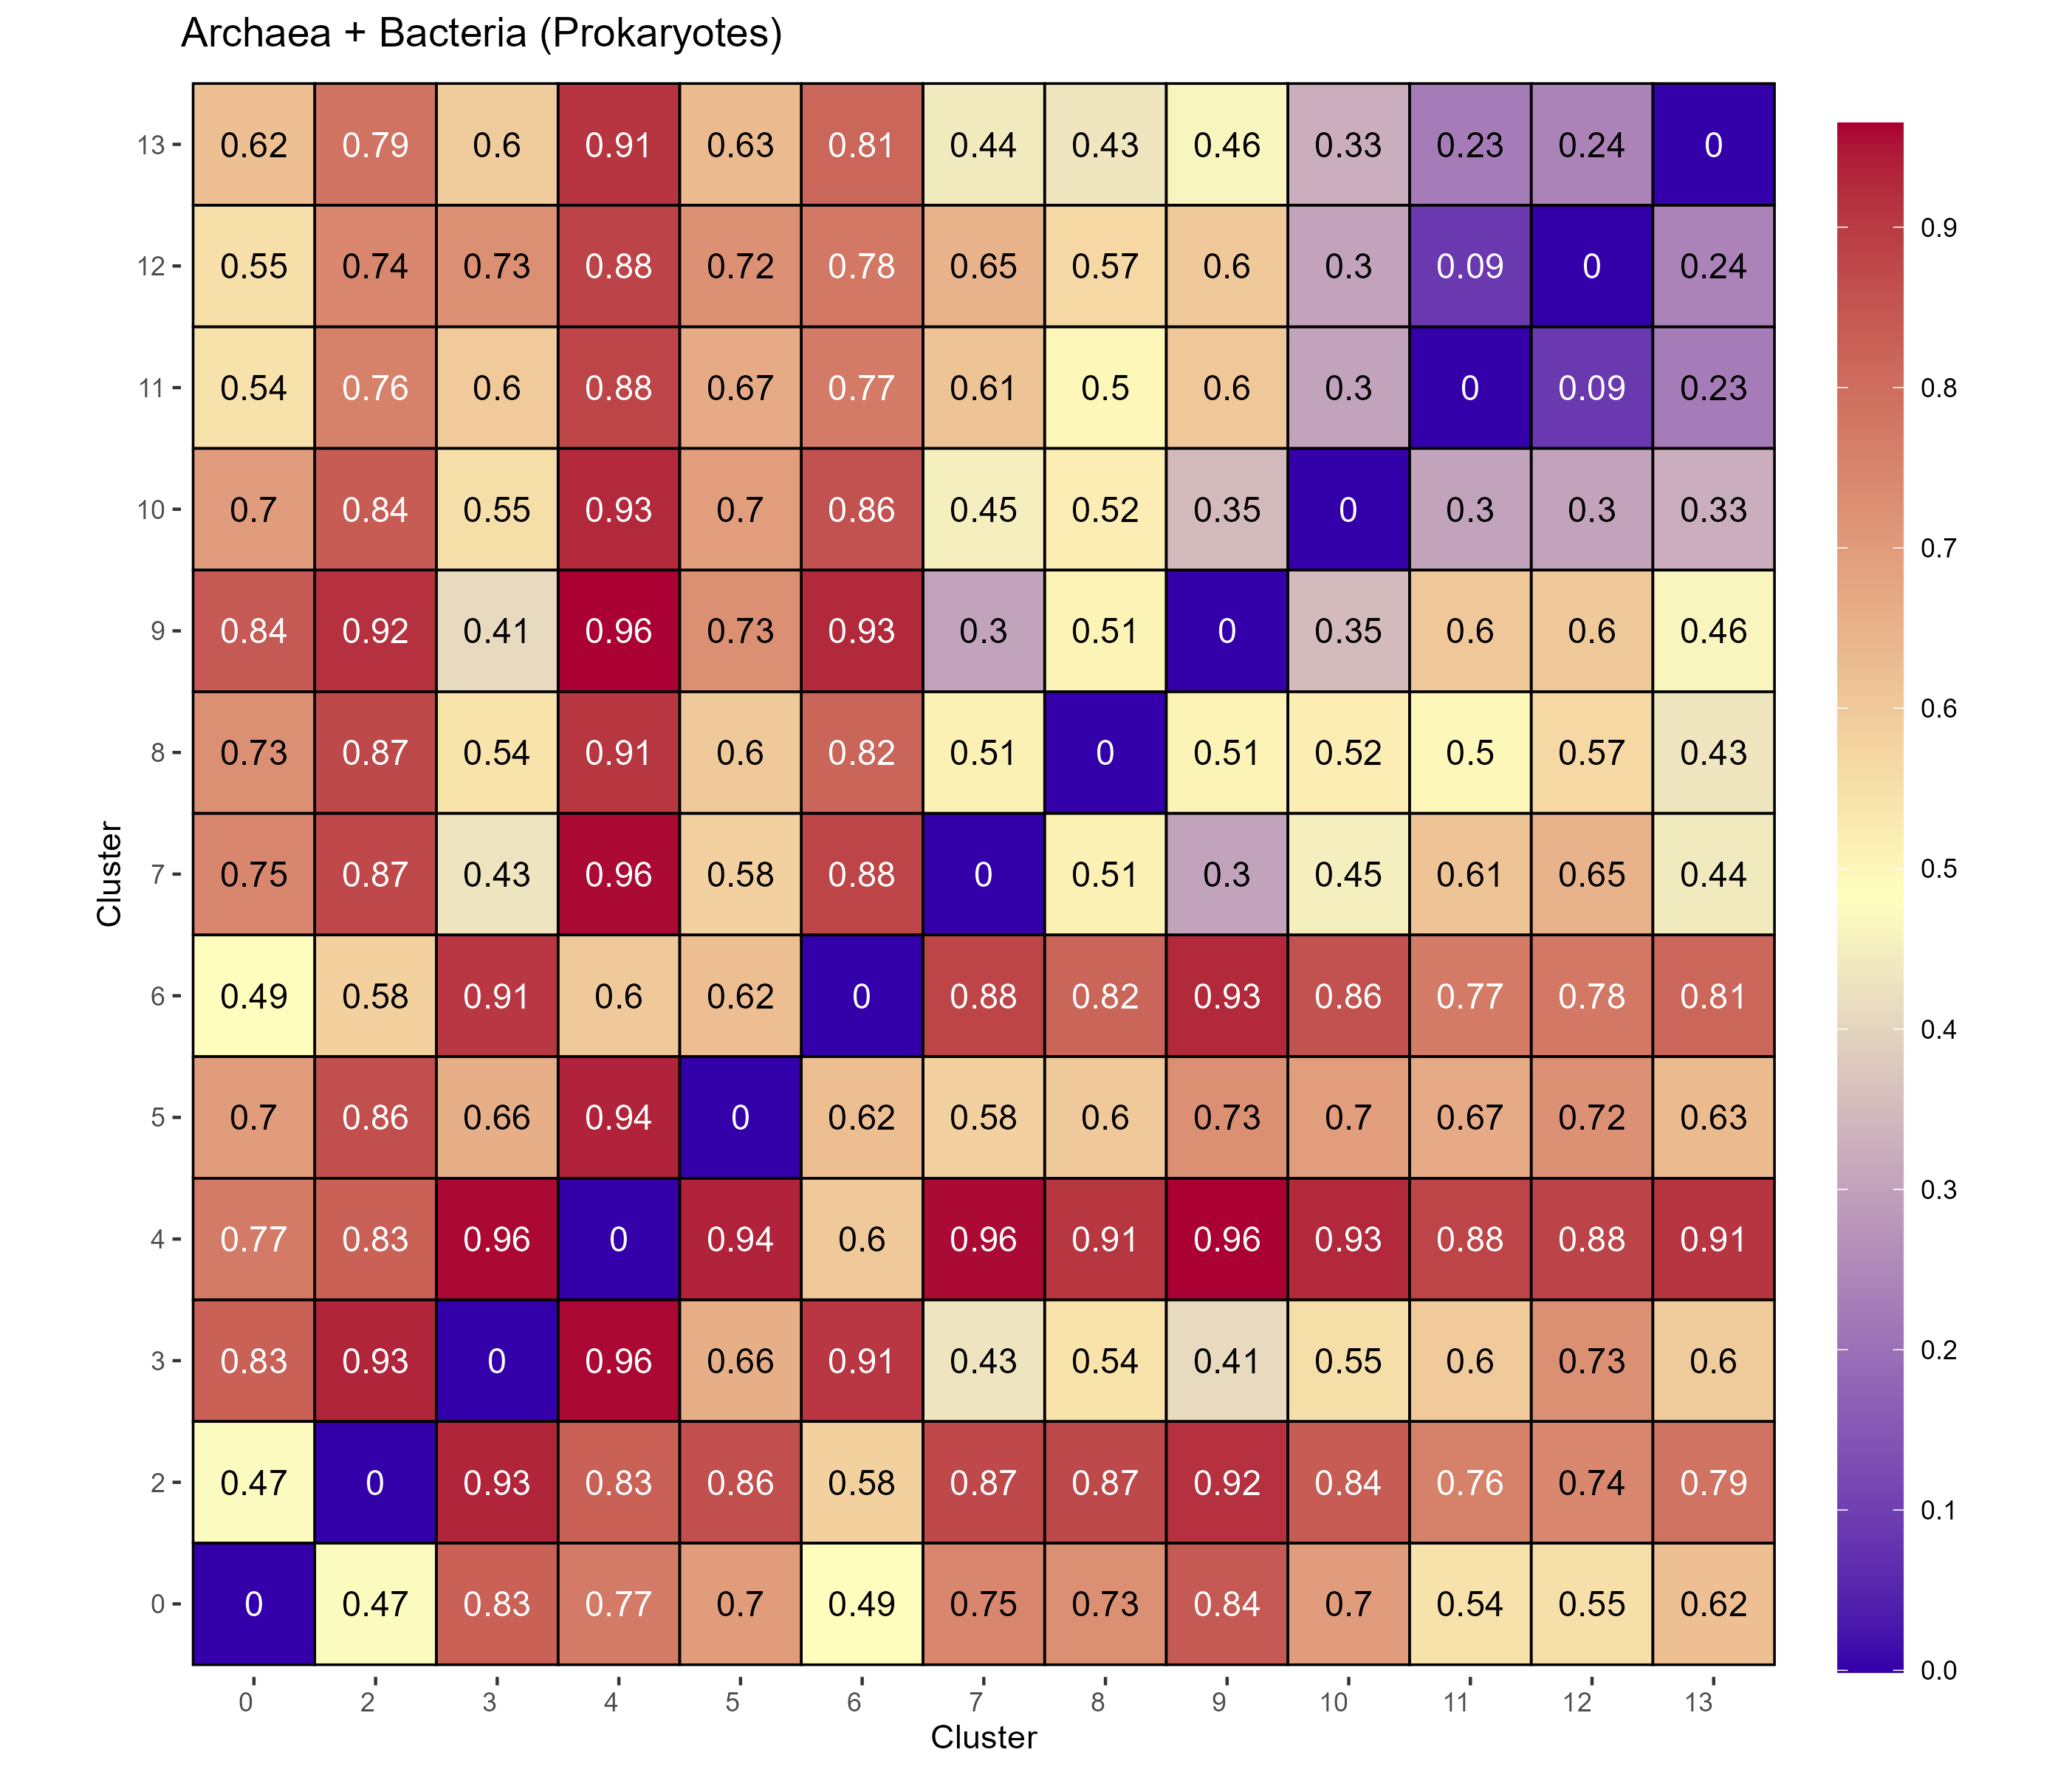 Archaea + Bacteria (Prokaryotes)
13 0.62 0.79 0.6 0.91 0.63 0.81 0.44 0.43 0.46 0.33 0.23 0.24 0
12 0.55 0.74 0.73 0.88 0.72 0.78 0.65 0.57 0.6 0.3 0.09 0 0.24
11 0.54 0.76 0.6 0.88 0.67 0.77 0.61 0.5 0.6 0.3 0 0.09 0.23
10 0.7 0.84 0.55 0.93 0.7 0.86 0.45 0.52 0.35 0 0.3 0.3 0.33
9 0.84 0.92 0.41 0.96 0.73 0.93 0.3 0.51 0 0.35 0.6 0.6 0.46
8 0.73 0.87 0.54 0.91 0.6 0.82 0.51 0 0.51 0.52 0.5 0.57 0.43
7 0.75 0.87 0.43 0.96 0.58 0.88 0 0.51 0.3 0.45 0.61 0.65 0.44
6 0.49 0.58 0.91 0.6 0.62 0 0.88 0.82 0.93 0.86 0.77 0.78 0.81
5 0.7 0.86 0.66 0.94 0 0.62 0.58 0.6 0.73 0.7 0.67 0.72 0.63
4 0.77 0.83 0.96 0 0.94 0.6 0.96 0.91 0.96 0.93 0.88 0.88 0.91
3 0.83 0.93 0 0.96 0.66 0.91 0.43 0.54 0.41 0.55 0.6 0.73 0.6
2 0.47 0 0.93 0.83 0.86 0.58 0.87 0.87 0.92 0.84 0.76 0.74 0.79
0 0 0.47 0.83 0.77 0.7 0.49 0.75 0.73 0.84 0.7 0.54 0.55 0.62
0 2 3 4 5 6 7 8 9 10 11 12 13
Cluster
Cluster
0.9
0.8
0.7
0.6
0.5
0.4
0.3
0.2
0.1
0.0